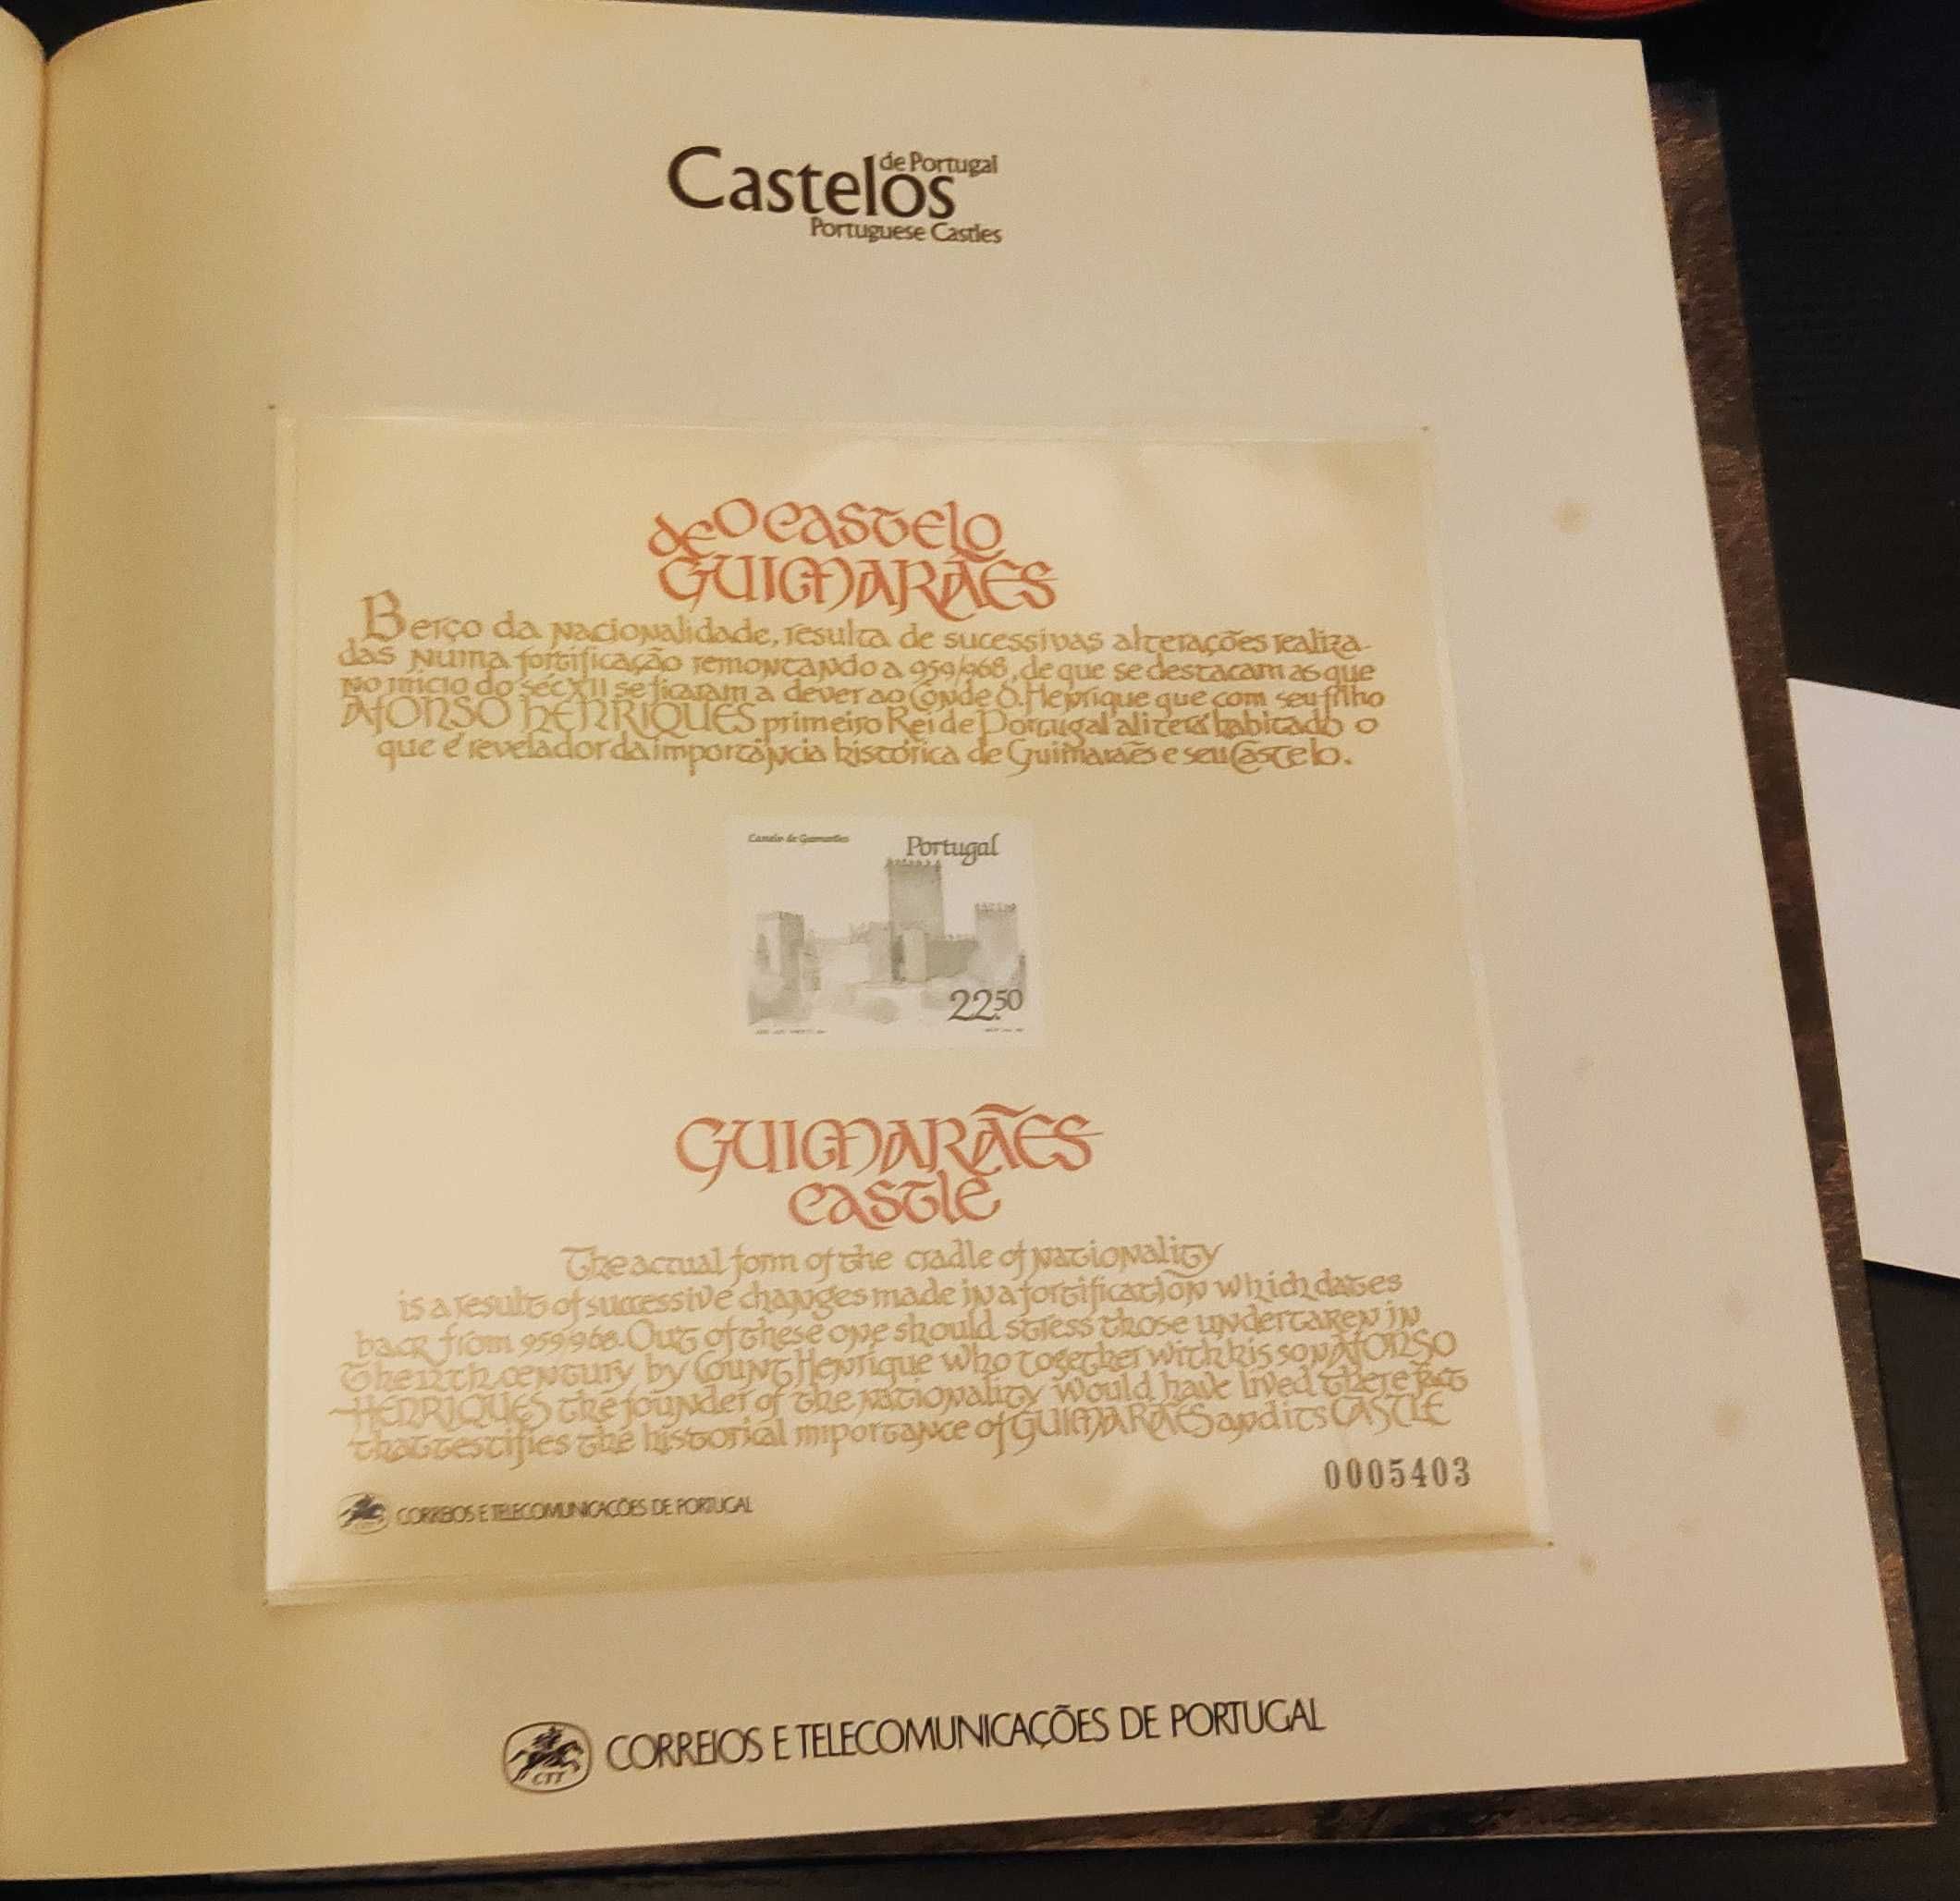 Castelos de Portugal
Portuguese Castles
O CASTELO
de GUIMARÃES
Berço da nacionalidade, resulta de sucessivas alterações realiza-
das numa fortificação remontando a 959/968, de que se destacam as que
no início do séc XII se ficaram a dever ao Conde D. Henrique que com seu filho
AFONSO HENRIQUES primeiro Rei de Portugal ali terá habitado o
que é revelador da importância histórica de Guimarães e seu Castelo.
Castelo de Guimarães
Portugal
22.50
GUIMARÃES
CASTLE
The actual form of the cradle of nationality
is a result of successive changes made in a fortification which dates
back from 959/968. Out of these one should stress those undertaken in
the 12th century by Count Henrique who together with his son AFONSO
HENRIQUES the founder of the nationality would have lived there fact
that testifies the historical importance of GUIMARÃES and its CASTLE
0005403
CORREIOS E TELECOMUNICAÇÕES DE PORTUGAL
CTT
CORREIOS E TELECOMUNICAÇÕES DE PORTUGAL